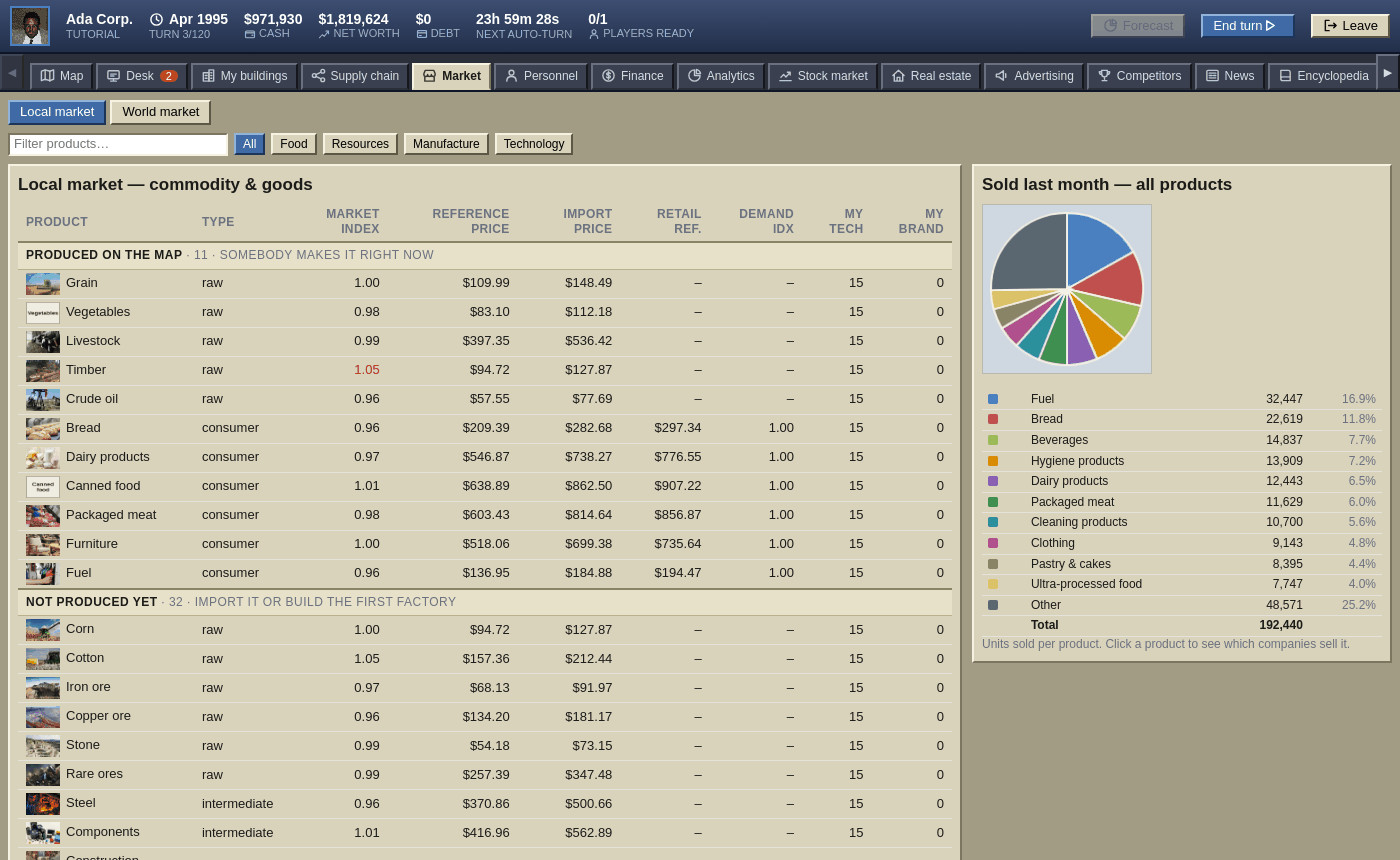 Ada Corp.
TUTORIAL
Apr 1995
TURN 3/120
$971,930
CASH
$1,819,624
NET WORTH
$0
DEBT
23h 59m 28s
NEXT AUTO-TURN
0/1
PLAYERS READY
Forecast
End turn
Leave
Map
Desk 2
My buildings
Supply chain
Market
Personnel
Finance
Analytics
Stock market
Real estate
Advertising
Competitors
News
Encyclopedia
Local market
World market
Filter products…
All
Food
Resources
Manufacture
Technology
Local market — commodity & goods
PRODUCT TYPE MARKET INDEX REFERENCE PRICE IMPORT PRICE RETAIL REF. DEMAND IDX MY TECH MY BRAND
PRODUCED ON THE MAP · 11 · SOMEBODY MAKES IT RIGHT NOW
Grain raw 1.00 $109.99 $148.49 – – 15 0
Vegetables Vegetables raw 0.98 $83.10 $112.18 – – 15 0
Livestock raw 0.99 $397.35 $536.42 – – 15 0
Timber raw 1.05 $94.72 $127.87 – – 15 0
Crude oil raw 0.96 $57.55 $77.69 – – 15 0
Bread consumer 0.96 $209.39 $282.68 $297.34 1.00 15 0
Dairy products consumer 0.97 $546.87 $738.27 $776.55 1.00 15 0
Canned food Canned food consumer 1.01 $638.89 $862.50 $907.22 1.00 15 0
Packaged meat consumer 0.98 $603.43 $814.64 $856.87 1.00 15 0
Furniture consumer 1.00 $518.06 $699.38 $735.64 1.00 15 0
Fuel consumer 0.96 $136.95 $184.88 $194.47 1.00 15 0
NOT PRODUCED YET · 32 · IMPORT IT OR BUILD THE FIRST FACTORY
Corn raw 1.00 $94.72 $127.87 – – 15 0
Cotton raw 1.05 $157.36 $212.44 – – 15 0
Iron ore raw 0.97 $68.13 $91.97 – – 15 0
Copper ore raw 0.96 $134.20 $181.17 – – 15 0
Stone raw 0.99 $54.18 $73.15 – – 15 0
Rare ores raw 0.99 $257.39 $347.48 – – 15 0
Steel intermediate 0.96 $370.86 $500.66 – – 15 0
Components intermediate 1.01 $416.96 $562.89 – – 15 0
Construction
Sold last month — all products
Fuel 32,447 16.9%
Bread 22,619 11.8%
Beverages 14,837 7.7%
Hygiene products 13,909 7.2%
Dairy products 12,443 6.5%
Packaged meat 11,629 6.0%
Cleaning products 10,700 5.6%
Clothing 9,143 4.8%
Pastry & cakes 8,395 4.4%
Ultra-processed food 7,747 4.0%
Other 48,571 25.2%
Total 192,440
Units sold per product. Click a product to see which companies sell it.